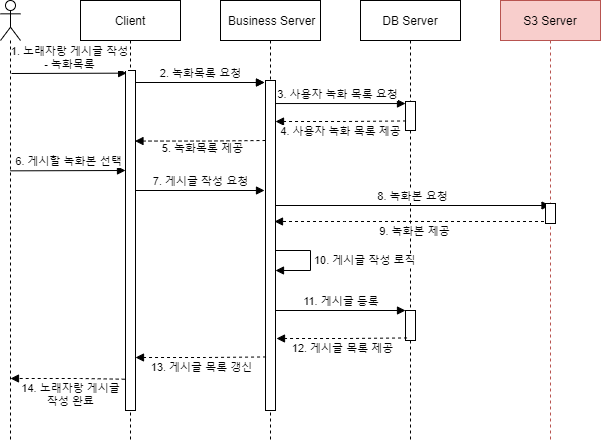 Client
Business Server
DB Server
S3 Server
1. 노래자랑 게시글 작성
- 녹화목록
2. 녹화목록 요청
3. 사용자 녹화 목록 요청
4. 사용자 녹화 목록 제공
5. 녹화목록 제공
6. 게시할 녹화본 선택
7. 게시글 작성 요청
8. 녹화본 요청
9. 녹화본 제공
10. 게시글 작성 로직
11. 게시글 등록
12. 게시글 목록 제공
13. 게시글 목록 갱신
14. 노래자랑 게시글
작성 완료